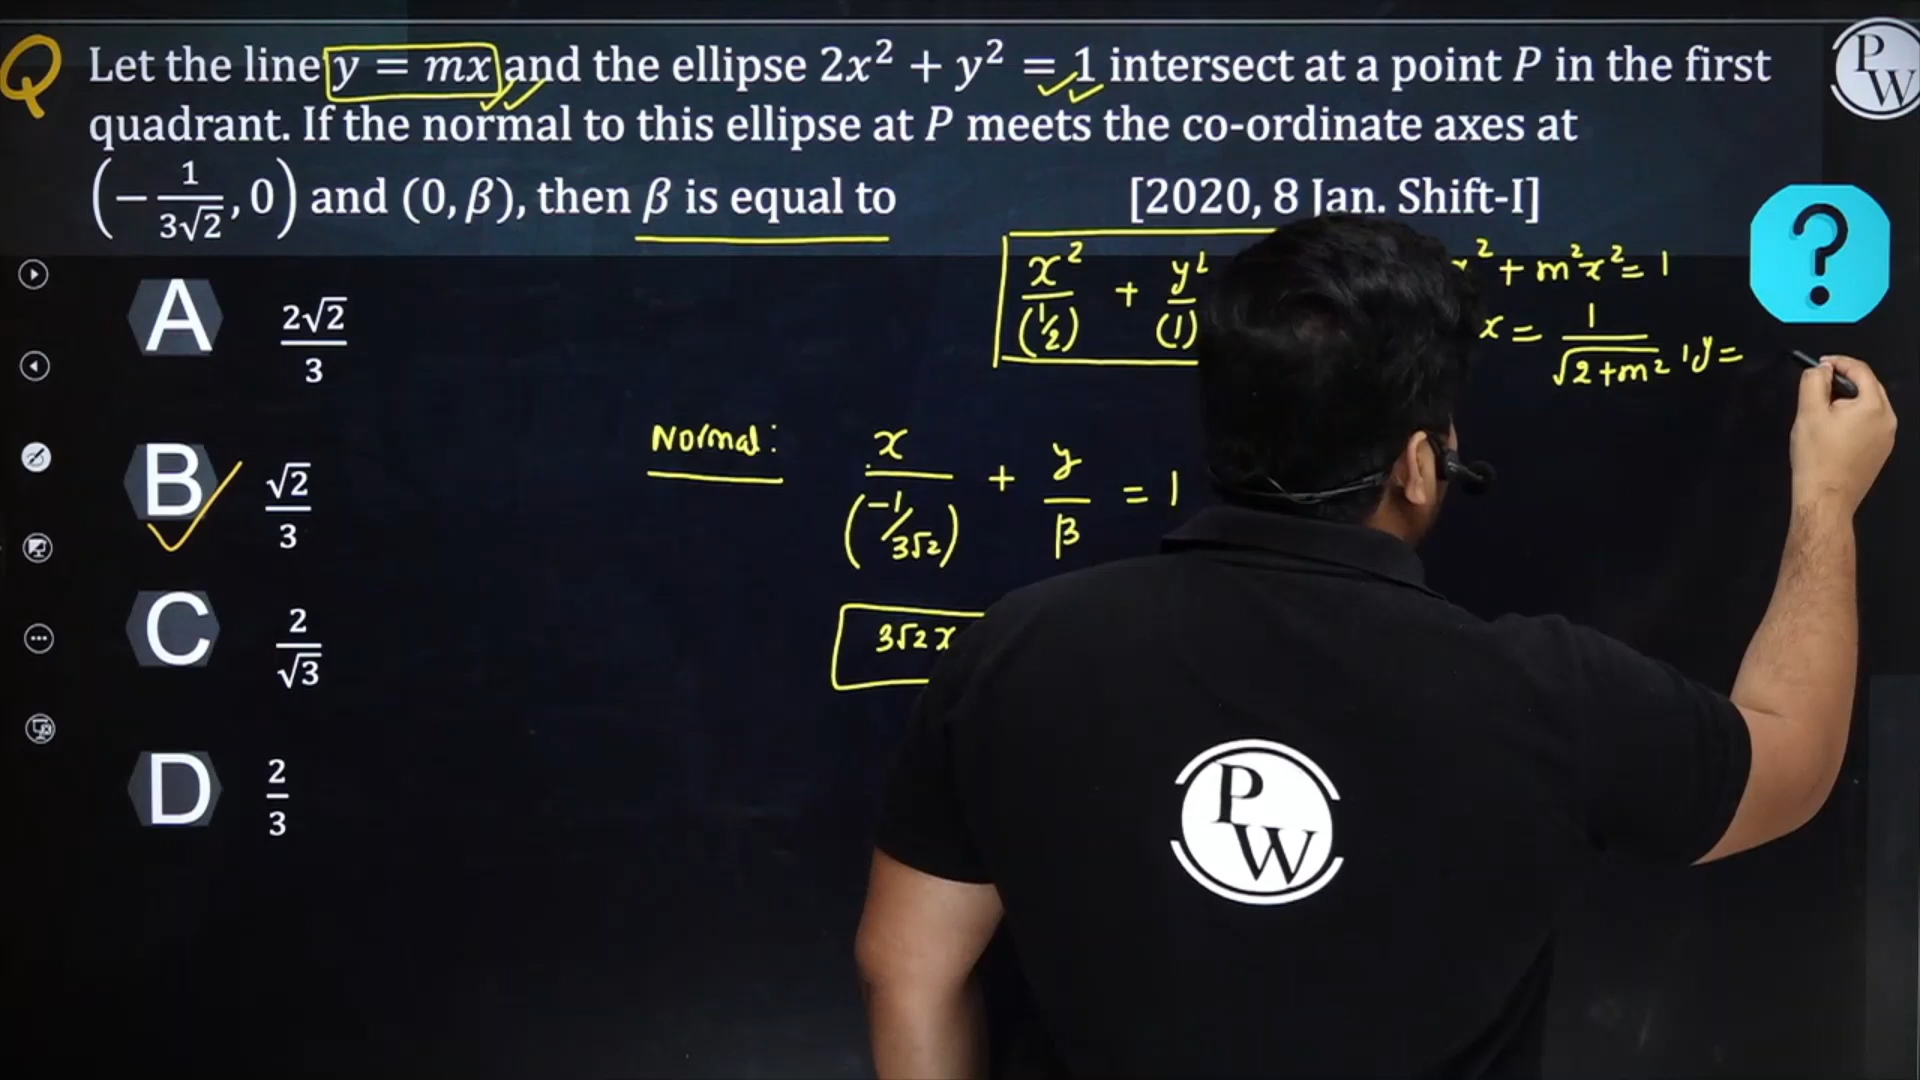 Q Let the line y = mx and the ellipse 2x² + y² = 1 intersect at a point P in the first
quadrant. If the normal to this ellipse at P meets the co-ordinate axes at
(−1/(3√2), 0) and (0, β), then β is equal to [2020, 8 Jan. Shift-I]
A 2√2/3
B √2/3
C 2/√3
D 2/3
x²/(1/2) + y²/(1)
² + m²x² = 1
x = 1/√(2+m²) , y =
Normal: x/(−1/3√2) + y/β = 1
3√2 x
PW
PW
?